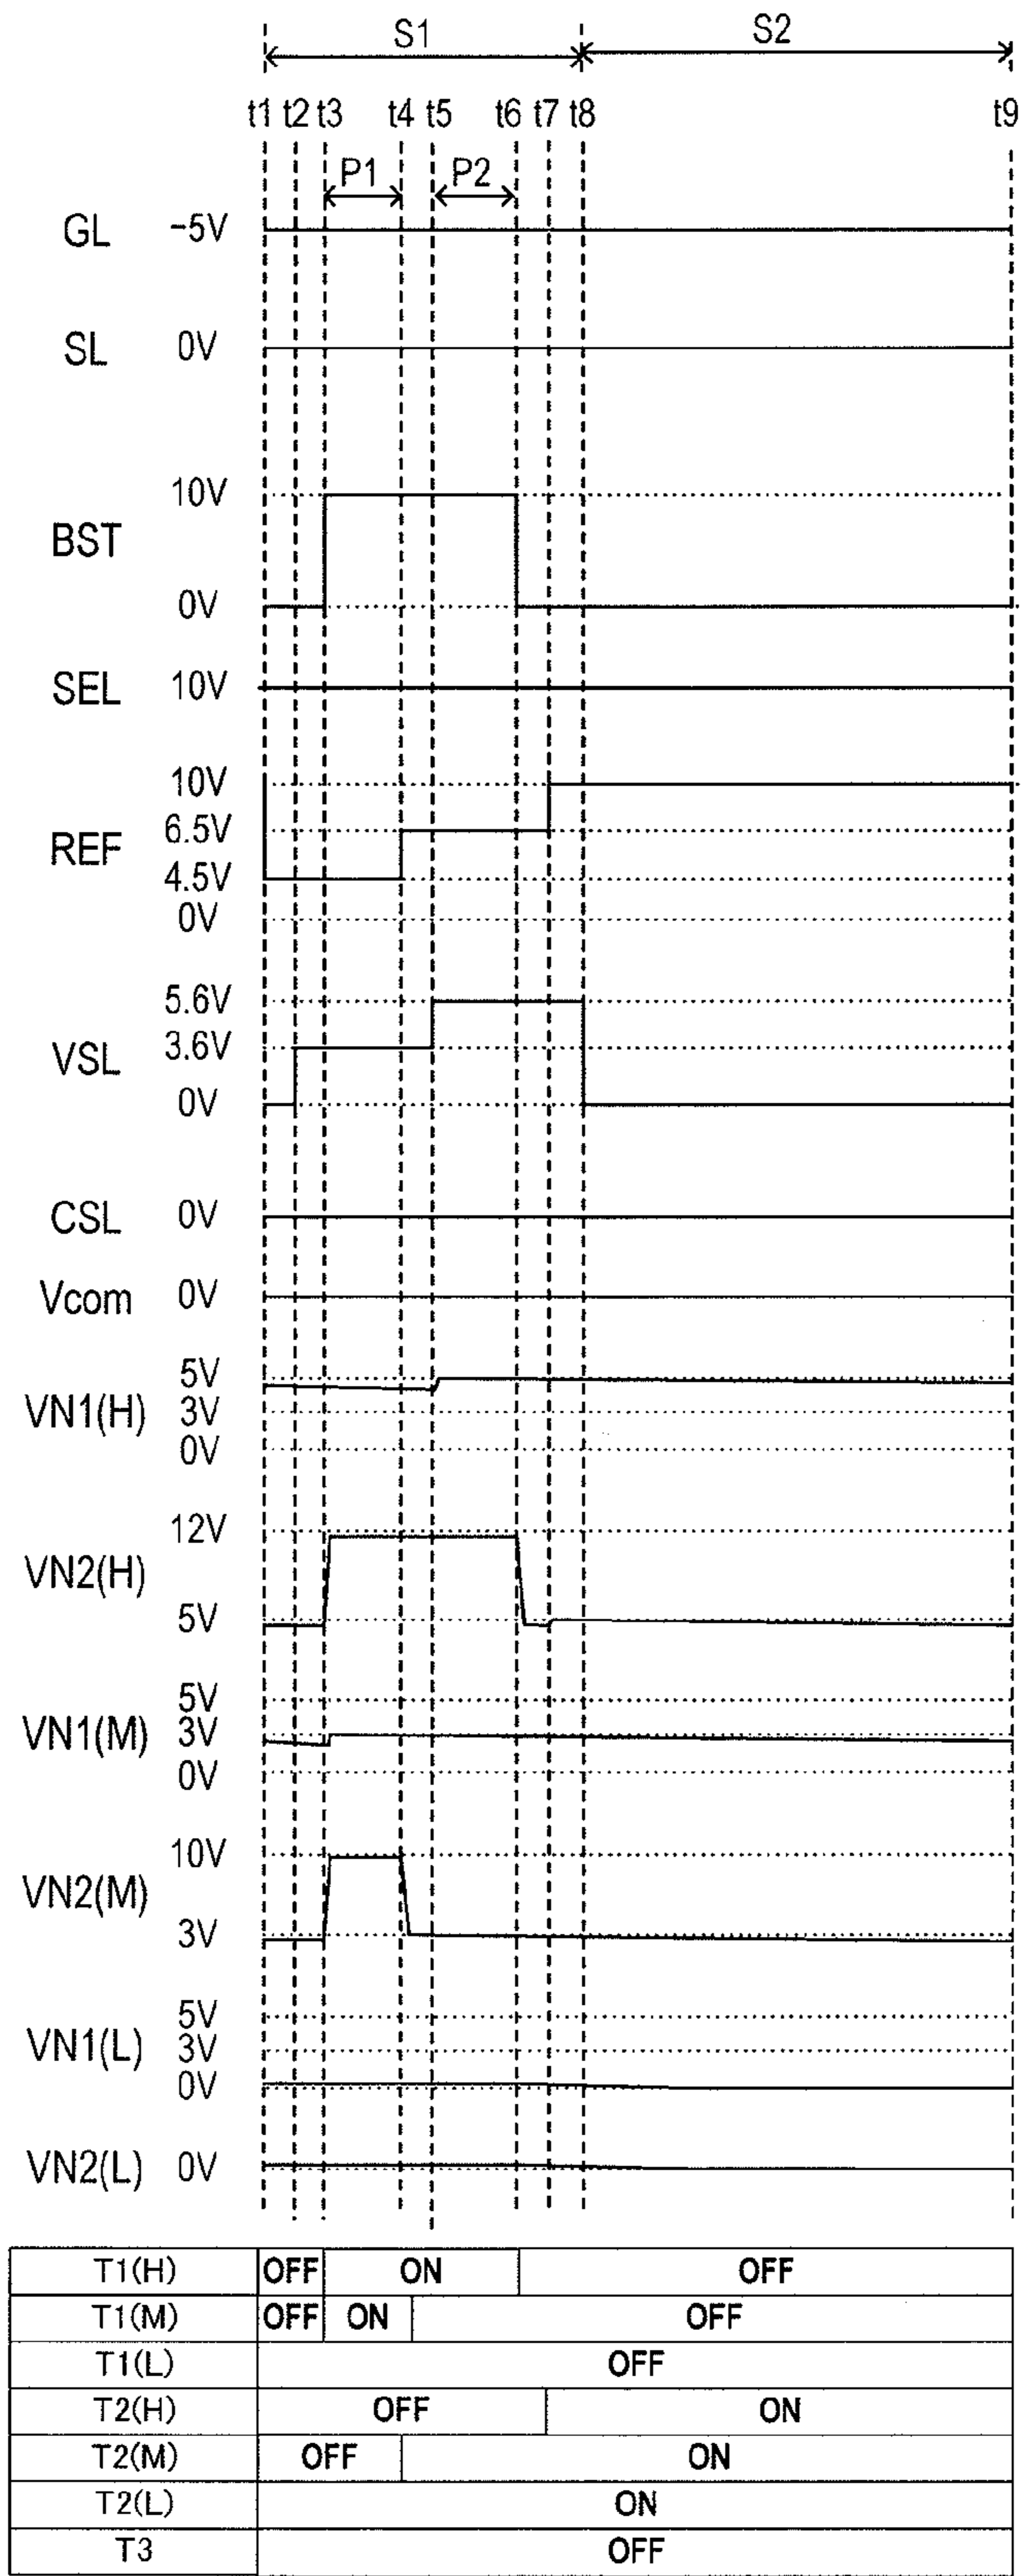 S1 S2
t1 t2 t3 t4 t5 t6 t7 t8 t9
P1 P2
GL -5V
SL 0V
10V
BST
0V
SEL 10V
10V
6.5V
REF
4.5V
0V
5.6V
3.6V
VSL
0V
CSL 0V
Vcom 0V
5V
VN1(H) 3V
0V
12V
VN2(H)
5V
5V
VN1(M) 3V
0V
10V
VN2(M)
3V
5V
VN1(L) 3V
0V
VN2(L) 0V
T1(H) OFF ON OFF
T1(M) OFF ON OFF
T1(L) OFF
T2(H) OFF ON
T2(M) OFF ON
T2(L) ON
T3 OFF